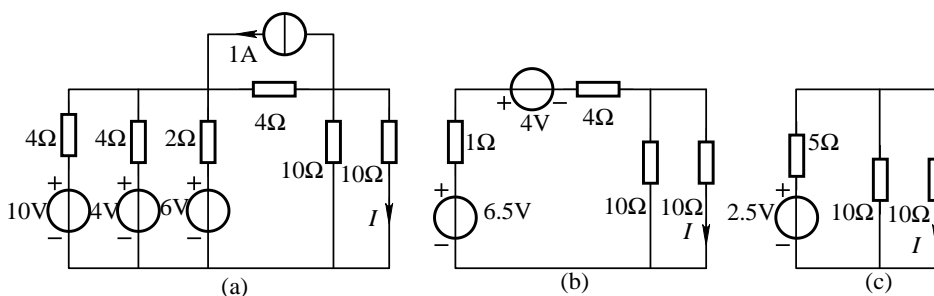 1A
4Ω 4Ω 2Ω 4Ω 10Ω 10Ω
+ + +
10V 4V 6V
− − −
I
(a)
+ −
4V 4Ω
1Ω
+
6.5V
−
10Ω 10Ω
I
(b)
5Ω
+
2.5V
−
10Ω 10Ω
I
(c)